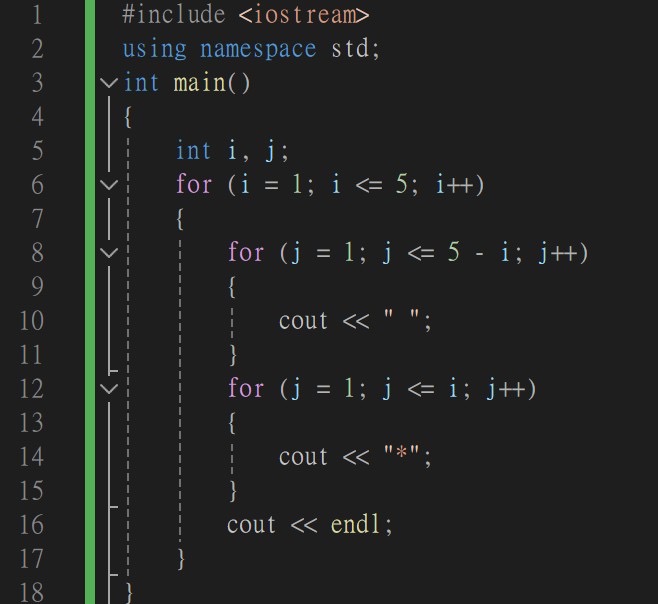 1 #include <iostream>
2 using namespace std;
3 int main()
4 {
5 int i, j;
6 for (i = 1; i <= 5; i++)
7 {
8 for (j = 1; j <= 5 - i; j++)
9 {
10 cout << " ";
11 }
12 for (j = 1; j <= i; j++)
13 {
14 cout << "*";
15 }
16 cout << endl;
17 }
18 }